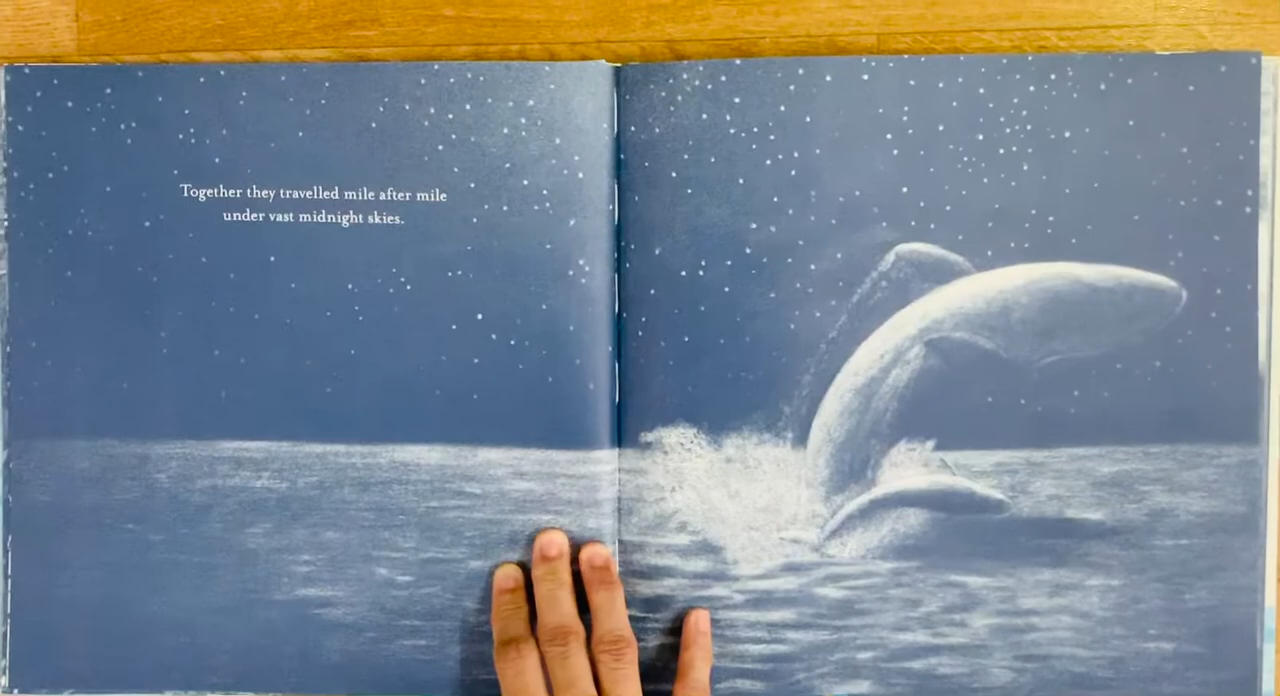 Together they travelled mile after mile
under vast midnight skies.